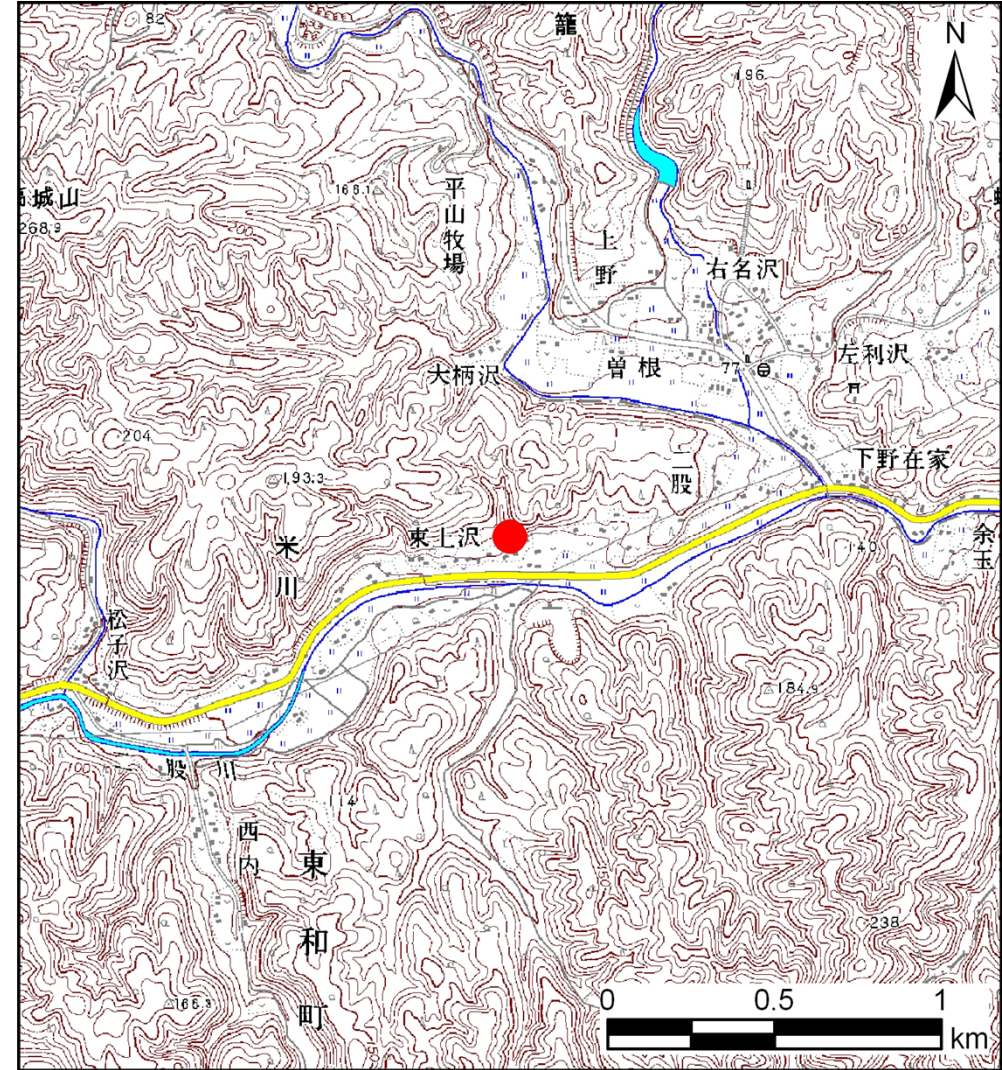 82
籠
N
196
166.1
城山
268.9
平山牧場
上野
右名沢
大柄沢
曽根
77
左利沢
204
二股
下野在家
193.3
東上沢
米川
140
余玉
松子沢
184.9
股川
114
西内
東和町
238
166.3
0
0.5
1
km